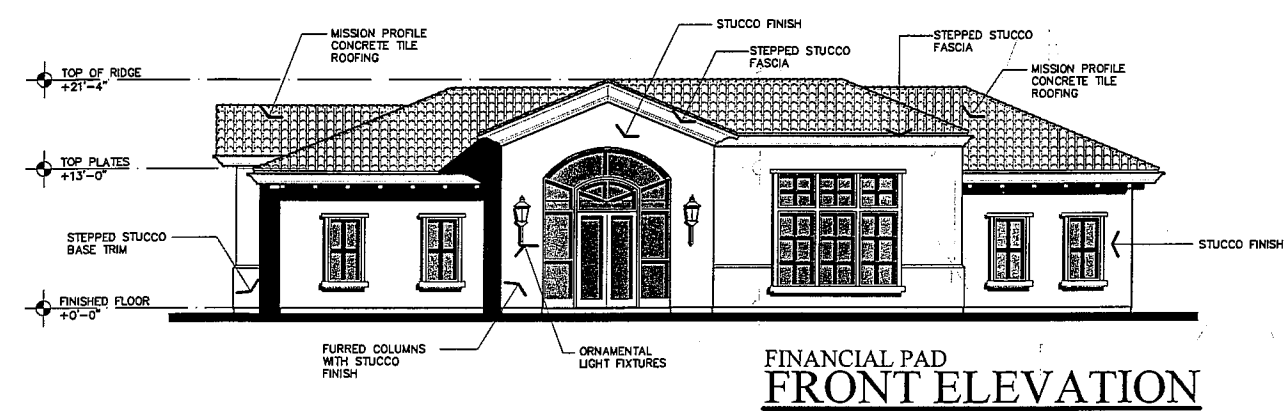 STUCCO FINISH
MISSION PROFILE
CONCRETE TILE
ROOFING
STEPPED STUCCO
FASCIA
STEPPED STUCCO
FASCIA
MISSION PROFILE
CONCRETE TILE
ROOFING
TOP OF RIDGE
+21'-4"
TOP PLATES
+13'-0"
STEPPED STUCCO
BASE TRIM
STUCCO FINISH
FINISHED FLOOR
+0'-0"
FURRED COLUMNS
WITH STUCCO
FINISH
ORNAMENTAL
LIGHT FIXTURES
FINANCIAL PAD
FRONT ELEVATION